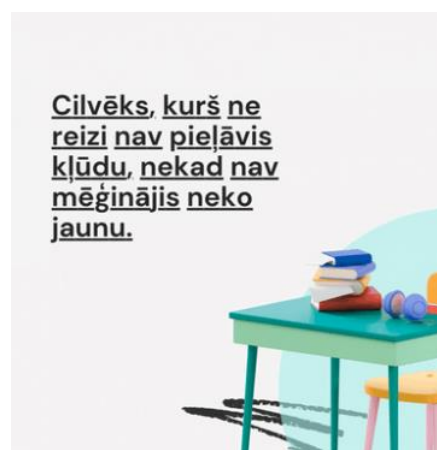 Cilvēks, kurš ne
reizi nav pieļāvis
kļūdu, nekad nav
mēģinājis neko
jaunu.